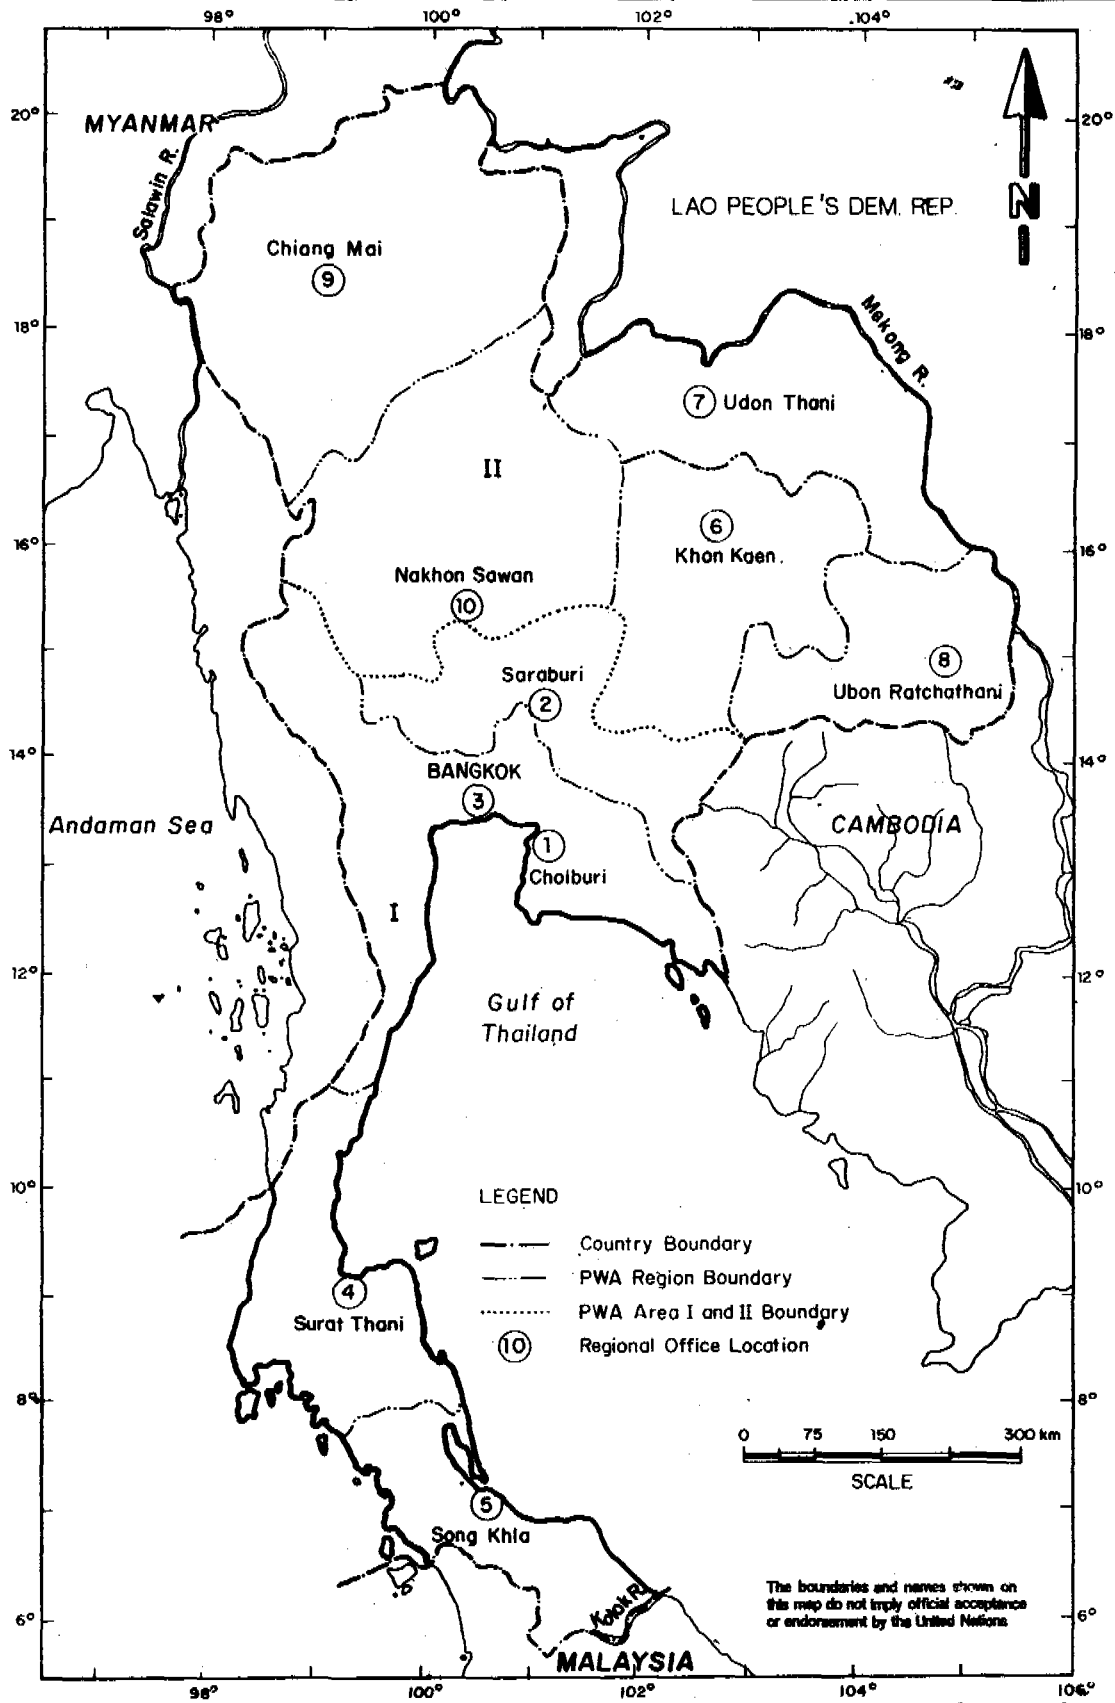 98° 100° 102° 104°
20° 20°
MYANMAR
Salawin R.
LAO PEOPLE'S DEM. REP.
N
Chiang Mai
9
18° 18°
Mekong R.
7 Udon Thani
II
6
Khon Kaen
16° 16°
Nakhon Sawan
10
Saraburi
2
8
Ubon Ratchathani
14° 14°
BANGKOK
3
Andaman Sea
CAMBODIA
1
Cholburi
I
12° 12°
Gulf of
Thailand
10° 10°
LEGEND
Country Boundary
PWA Region Boundary
PWA Area I and II Boundary
10 Regional Office Location
4
Surat Thani
8° 8°
0 75 150 300 km
SCALE
5
Song Khla
The boundaries and names shown on
this map do not imply official acceptance
or endorsement by the United Nations
Kolok R.
6° 6°
MALAYSIA
98° 100° 102° 104° 106°